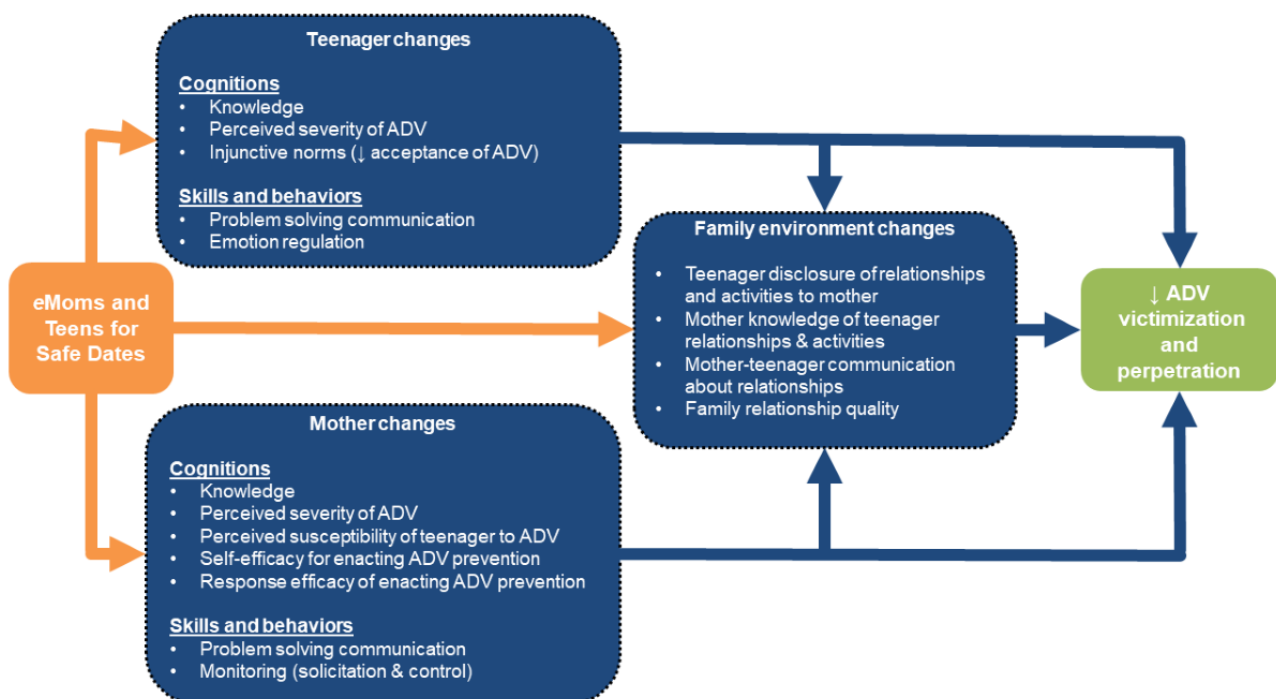 Teenager changes
Cognitions
• Knowledge
• Perceived severity of ADV
• Injunctive norms (↓ acceptance of ADV)
Skills and behaviors
• Problem solving communication
• Emotion regulation
eMoms and
Teens for
Safe Dates
Family environment changes
• Teenager disclosure of relationships
and activities to mother
• Mother knowledge of teenager
relationships & activities
• Mother-teenager communication
about relationships
• Family relationship quality
↓ ADV
victimization
and
perpetration
Mother changes
Cognitions
• Knowledge
• Perceived severity of ADV
• Perceived susceptibility of teenager to ADV
• Self-efficacy for enacting ADV prevention
• Response efficacy of enacting ADV prevention
Skills and behaviors
• Problem solving communication
• Monitoring (solicitation & control)